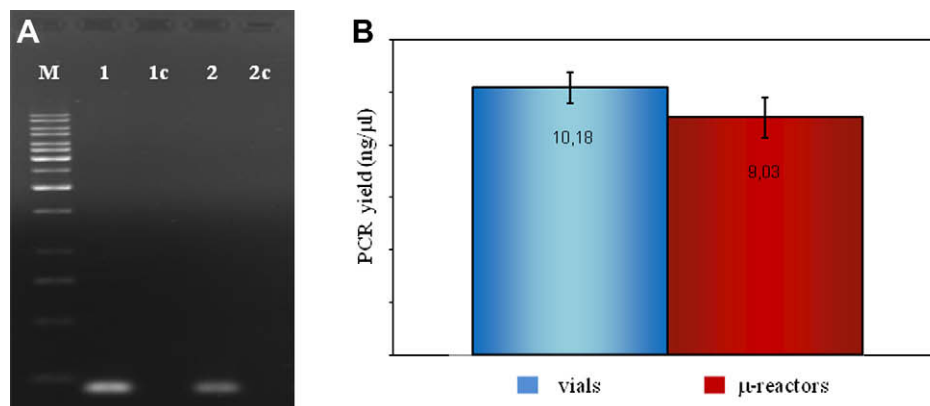 A
M 1 1c 2 2c
B
PCR yield (ng/µl)
10,18
9,03
vials
µ-reactors